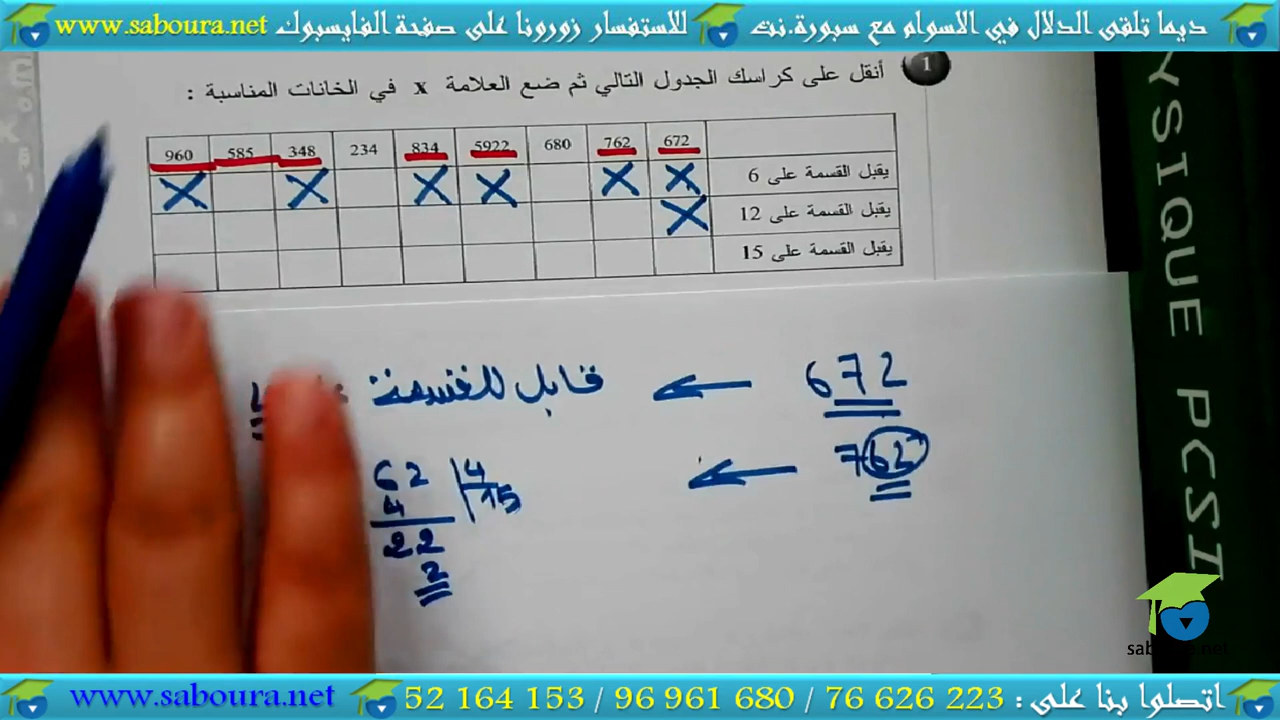 ديما تلقى الدلال في الاسوام مع سبورة.نت للاستفسار زورونا على صفحة الفايسبوك www.saboura.net
1 أنقل على كراسك الجدول التالي ثم ضع العلامة x في الخانات المناسبة :
672 762 680 5922 834 234 348 585 960
يقبل القسمة على 6 X X X X X X
يقبل القسمة على 12 X
يقبل القسمة على 15
672 ← قابل للقسمة
762 ←
62 4
4 15
22
2
YSIQUE PCSI
saboura.net
اتصلوا بنا على : 223 626 76 / 680 961 96 / 153 164 52 www.saboura.net